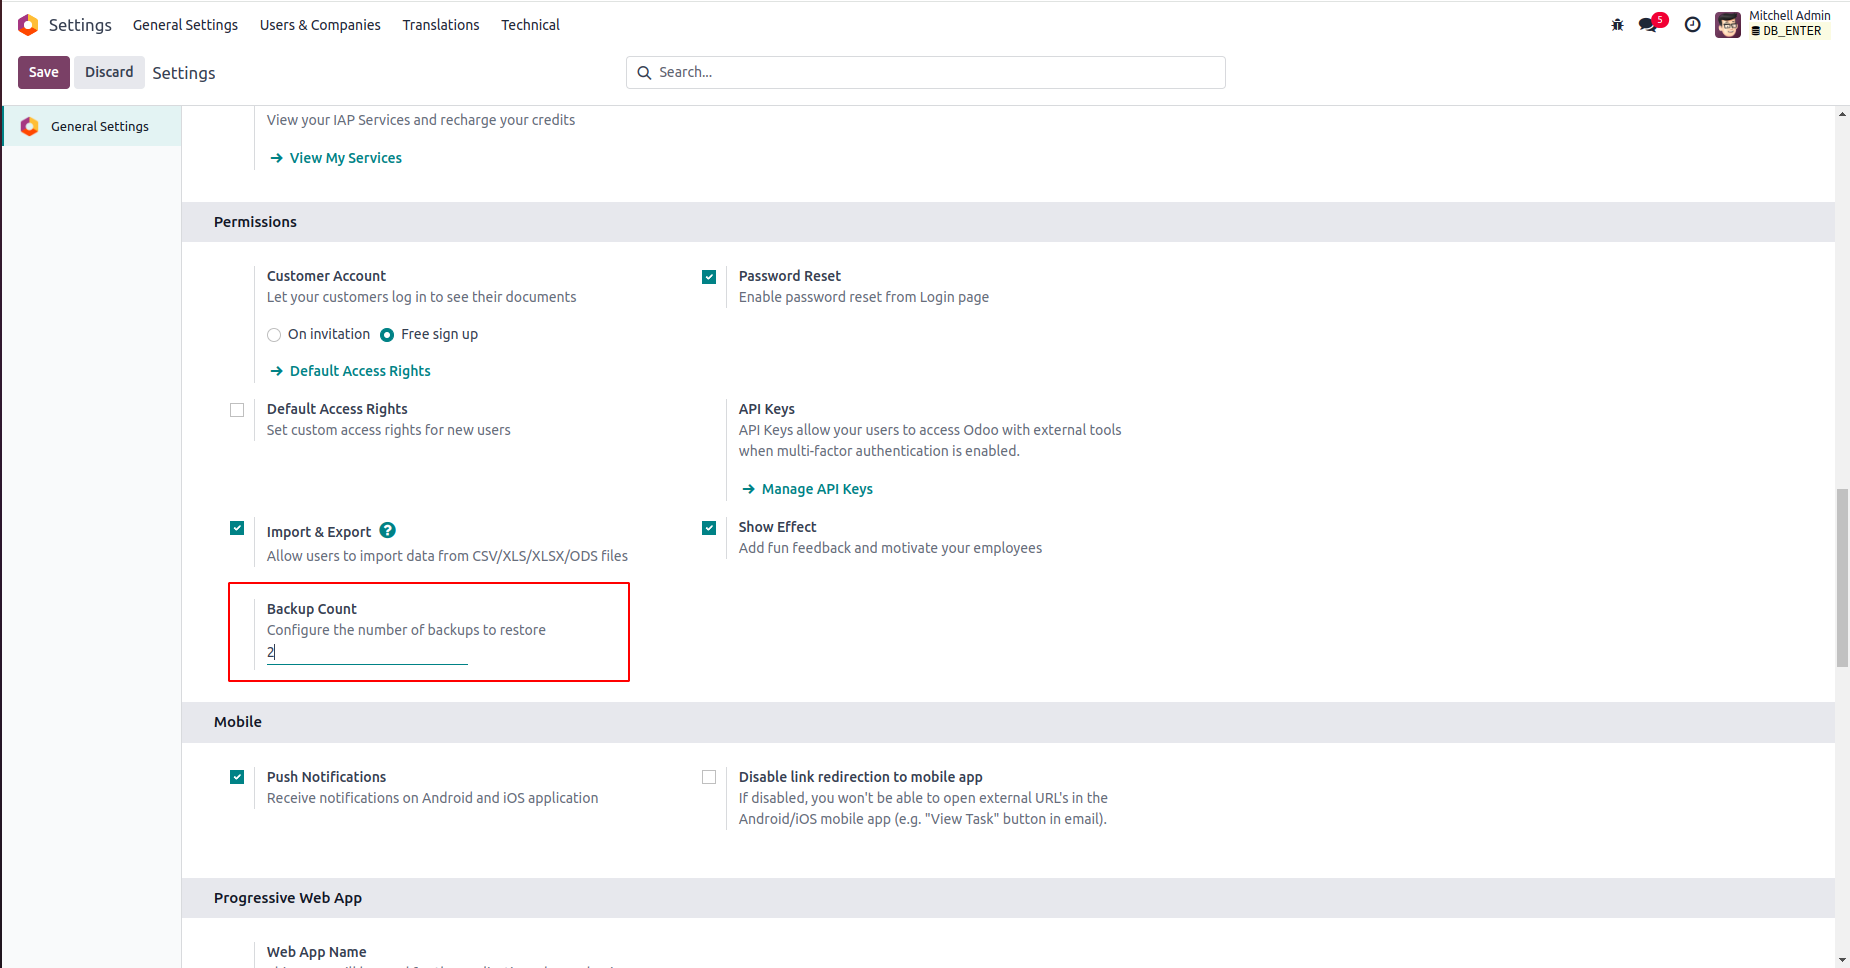 Settings General Settings Users & Companies Translations Technical 5 Mitchell Admin
DB_ENTER
Save Discard Settings Search...
General Settings
View your IAP Services and recharge your credits
→ View My Services
Permissions
Customer Account
Let your customers log in to see their documents
On invitation Free sign up
→ Default Access Rights
Password Reset
Enable password reset from Login page
Default Access Rights
Set custom access rights for new users
API Keys
API Keys allow your users to access Odoo with external tools
when multi-factor authentication is enabled.
→ Manage API Keys
Import & Export ?
Allow users to import data from CSV/XLS/XLSX/ODS files
Show Effect
Add fun feedback and motivate your employees
Backup Count
Configure the number of backups to restore
2
Mobile
Push Notifications
Receive notifications on Android and iOS application
Disable link redirection to mobile app
If disabled, you won't be able to open external URL's in the
Android/iOS mobile app (e.g. "View Task" button in email).
Progressive Web App
Web App Name